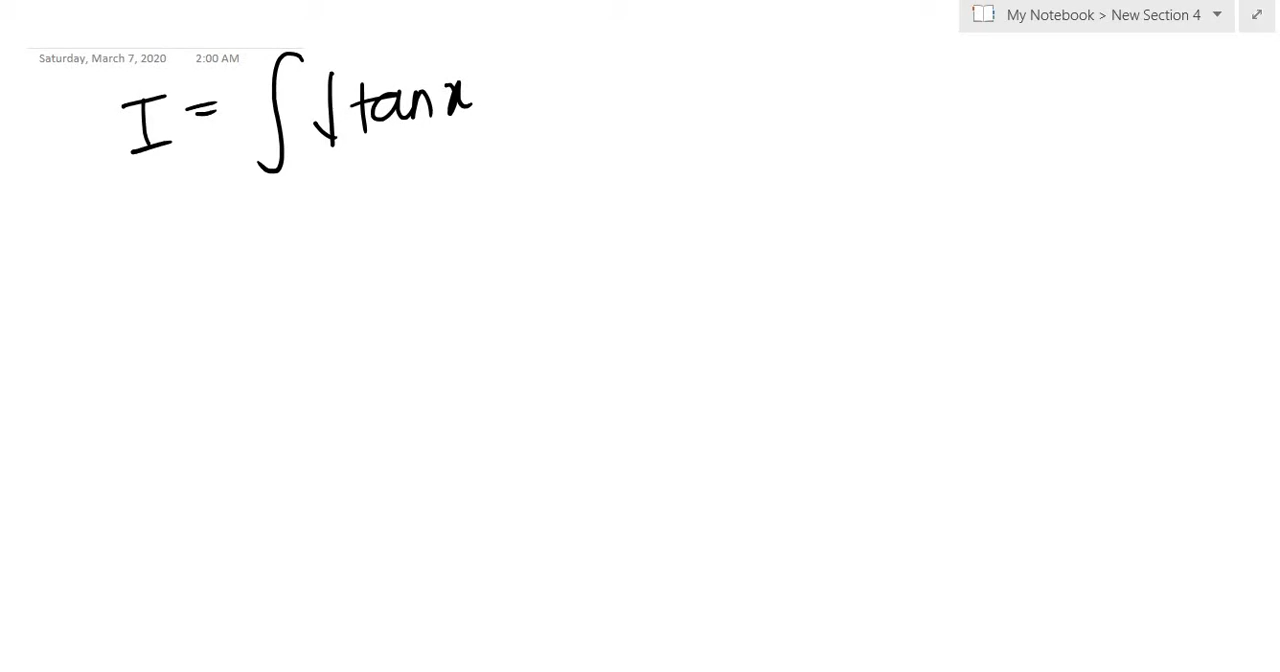 My Notebook > New Section 4
Saturday, March 7, 2020 2:00 AM
I = ∫ √tan x